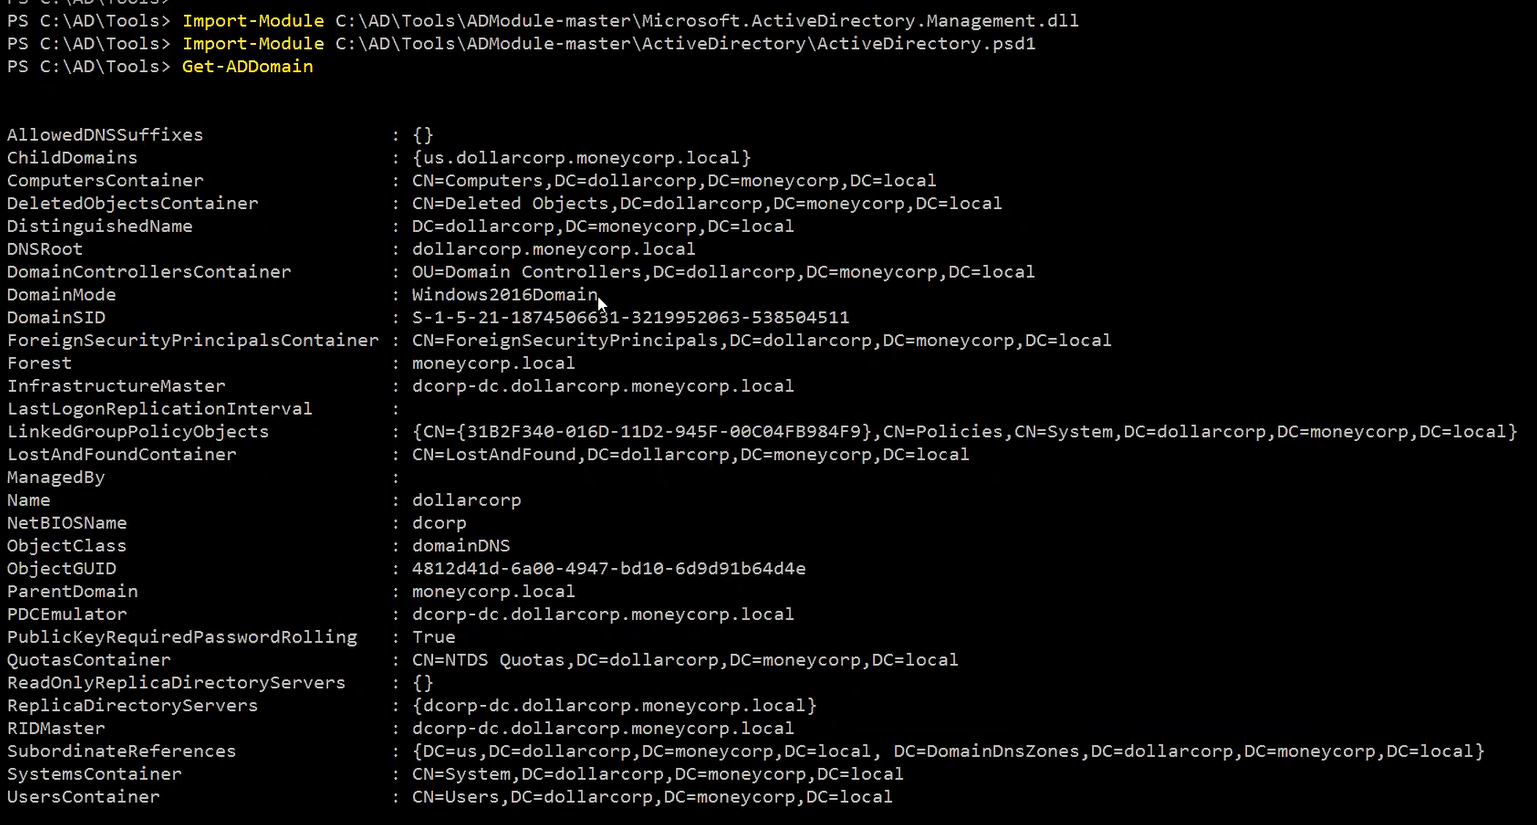 PS C:\AD\Tools>
PS C:\AD\Tools> Import-Module C:\AD\Tools\ADModule-master\Microsoft.ActiveDirectory.Management.dll
PS C:\AD\Tools> Import-Module C:\AD\Tools\ADModule-master\ActiveDirectory\ActiveDirectory.psd1
PS C:\AD\Tools> Get-ADDomain
AllowedDNSSuffixes : {}
ChildDomains : {us.dollarcorp.moneycorp.local}
ComputersContainer : CN=Computers,DC=dollarcorp,DC=moneycorp,DC=local
DeletedObjectsContainer : CN=Deleted Objects,DC=dollarcorp,DC=moneycorp,DC=local
DistinguishedName : DC=dollarcorp,DC=moneycorp,DC=local
DNSRoot : dollarcorp.moneycorp.local
DomainControllersContainer : OU=Domain Controllers,DC=dollarcorp,DC=moneycorp,DC=local
DomainMode : Windows2016Domain
DomainSID : S-1-5-21-1874506631-3219952063-538504511
ForeignSecurityPrincipalsContainer : CN=ForeignSecurityPrincipals,DC=dollarcorp,DC=moneycorp,DC=local
Forest : moneycorp.local
InfrastructureMaster : dcorp-dc.dollarcorp.moneycorp.local
LastLogonReplicationInterval :
LinkedGroupPolicyObjects : {CN={31B2F340-016D-11D2-945F-00C04FB984F9},CN=Policies,CN=System,DC=dollarcorp,DC=moneycorp,DC=local}
LostAndFoundContainer : CN=LostAndFound,DC=dollarcorp,DC=moneycorp,DC=local
ManagedBy :
Name : dollarcorp
NetBIOSName : dcorp
ObjectClass : domainDNS
ObjectGUID : 4812d41d-6a00-4947-bd10-6d9d91b64d4e
ParentDomain : moneycorp.local
PDCEmulator : dcorp-dc.dollarcorp.moneycorp.local
PublicKeyRequiredPasswordRolling : True
QuotasContainer : CN=NTDS Quotas,DC=dollarcorp,DC=moneycorp,DC=local
ReadOnlyReplicaDirectoryServers : {}
ReplicaDirectoryServers : {dcorp-dc.dollarcorp.moneycorp.local}
RIDMaster : dcorp-dc.dollarcorp.moneycorp.local
SubordinateReferences : {DC=us,DC=dollarcorp,DC=moneycorp,DC=local, DC=DomainDnsZones,DC=dollarcorp,DC=moneycorp,DC=local}
SystemsContainer : CN=System,DC=dollarcorp,DC=moneycorp,DC=local
UsersContainer : CN=Users,DC=dollarcorp,DC=moneycorp,DC=local